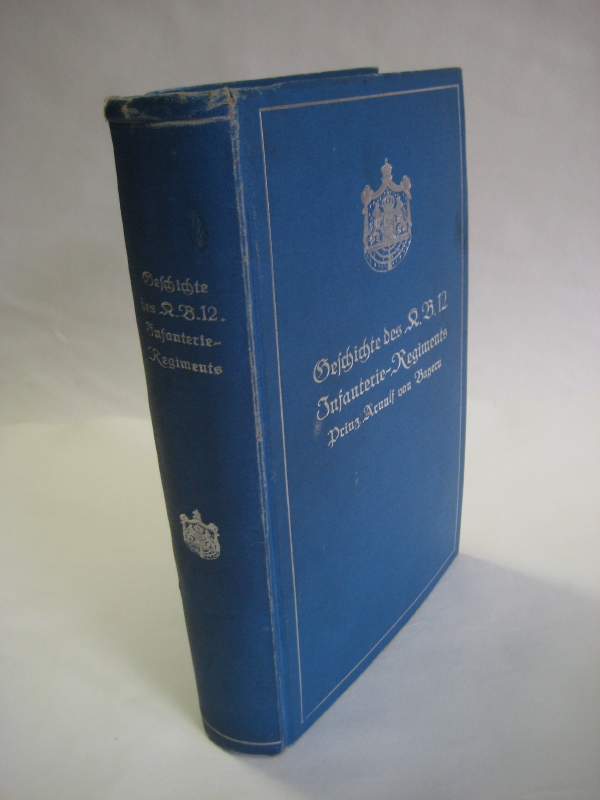 Geschichte
des K. B. 12.
Infanterie-
Regiments
Geschichte des K. B. 12
Infanterie-Regiments
Prinz Arnulf von Bayern